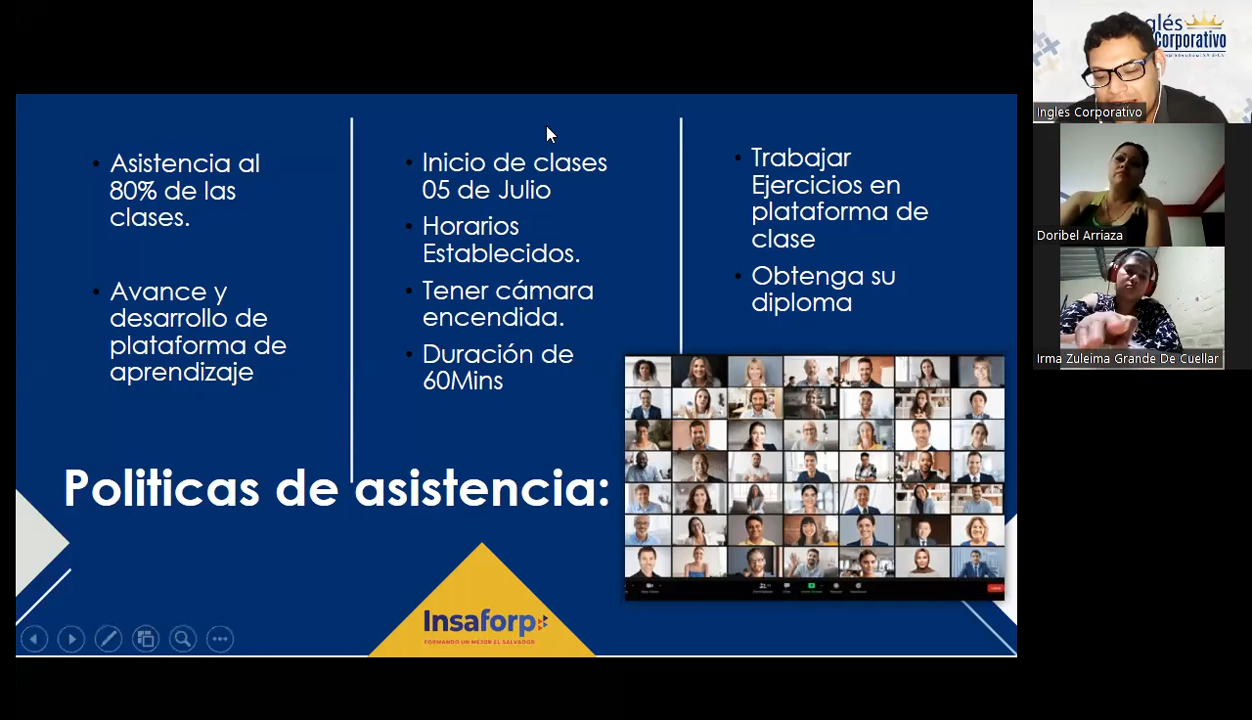 Asistencia al
80% de las
clases.
Avance y
desarrollo de
plataforma de
aprendizaje
Inicio de clases
05 de Julio
Horarios
Establecidos.
Tener cámara
encendida.
Duración de
60Mins
Trabajar
Ejercicios en
plataforma de
clase
Obtenga su
diploma
Politicas de asistencia:
Insaforp
FORMANDO UN MEJOR EL SALVADOR
glés
Corporativo
Ingles Corporativo
Doribel Arriaza
Irma Zuleima Grande De Cuellar